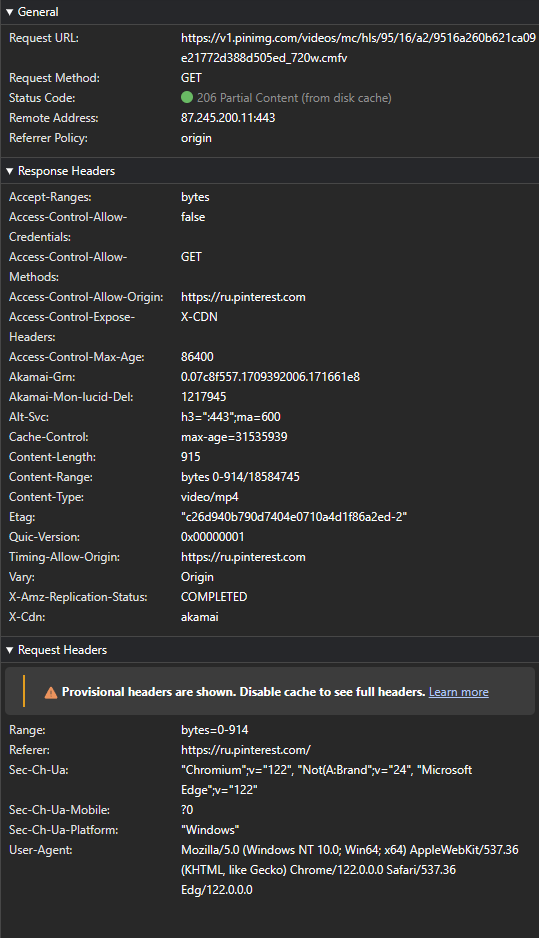 General
Request URL: https://v1.pinimg.com/videos/mc/hls/95/16/a2/9516a260b621ca09
e21772d388d505ed_720w.cmfv
Request Method: GET
Status Code: 206 Partial Content (from disk cache)
Remote Address: 87.245.200.11:443
Referrer Policy: origin
Response Headers
Accept-Ranges: bytes
Access-Control-Allow- false
Credentials:
Access-Control-Allow- GET
Methods:
Access-Control-Allow-Origin: https://ru.pinterest.com
Access-Control-Expose- X-CDN
Headers:
Access-Control-Max-Age: 86400
Akamai-Grn: 0.07c8f557.1709392006.171661e8
Akamai-Mon-Iucid-Del: 1217945
Alt-Svc: h3=":443";ma=600
Cache-Control: max-age=31535939
Content-Length: 915
Content-Range: bytes 0-914/18584745
Content-Type: video/mp4
Etag: "c26d940b790d7404e0710a4d1f86a2ed-2"
Quic-Version: 0x00000001
Timing-Allow-Origin: https://ru.pinterest.com
Vary: Origin
X-Amz-Replication-Status: COMPLETED
X-Cdn: akamai
Request Headers
Provisional headers are shown. Disable cache to see full headers. Learn more
Range: bytes=0-914
Referer: https://ru.pinterest.com/
Sec-Ch-Ua: "Chromium";v="122", "Not(A:Brand";v="24", "Microsoft
Edge";v="122"
Sec-Ch-Ua-Mobile: ?0
Sec-Ch-Ua-Platform: "Windows"
User-Agent: Mozilla/5.0 (Windows NT 10.0; Win64; x64) AppleWebKit/537.36
(KHTML, like Gecko) Chrome/122.0.0.0 Safari/537.36
Edg/122.0.0.0